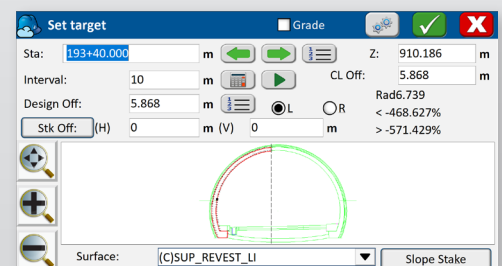 Set target
Grade
Sta: 193+40.000 m Z: 910.186 m
Interval: 10 m CL Off: 5.868 m
Design Off: 5.868 m L R Rad6.739
< -468.627%
Stk Off: (H) 0 m (V) 0 m > -571.429%
Surface: (C)SUP_REVEST_LI Slope Stake